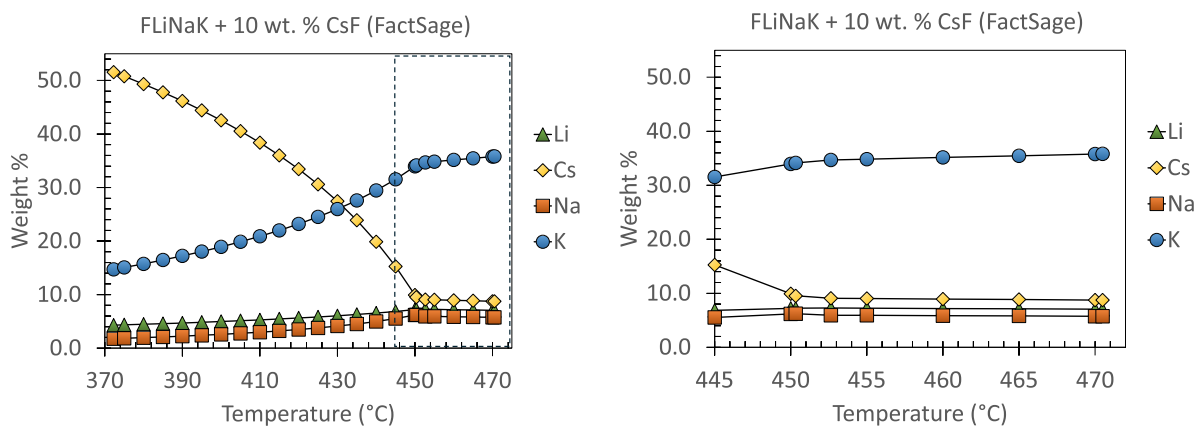 FLiNaK + 10 wt. % CsF (FactSage)
Weight %
50.0
40.0
30.0
20.0
10.0
0.0
370 390 410 430 450 470
Temperature (°C)
Li
Cs
Na
K
FLiNaK + 10 wt. % CsF (FactSage)
Weight %
50.0
40.0
30.0
20.0
10.0
0.0
445 450 455 460 465 470
Temperature (°C)
Li
Cs
Na
K